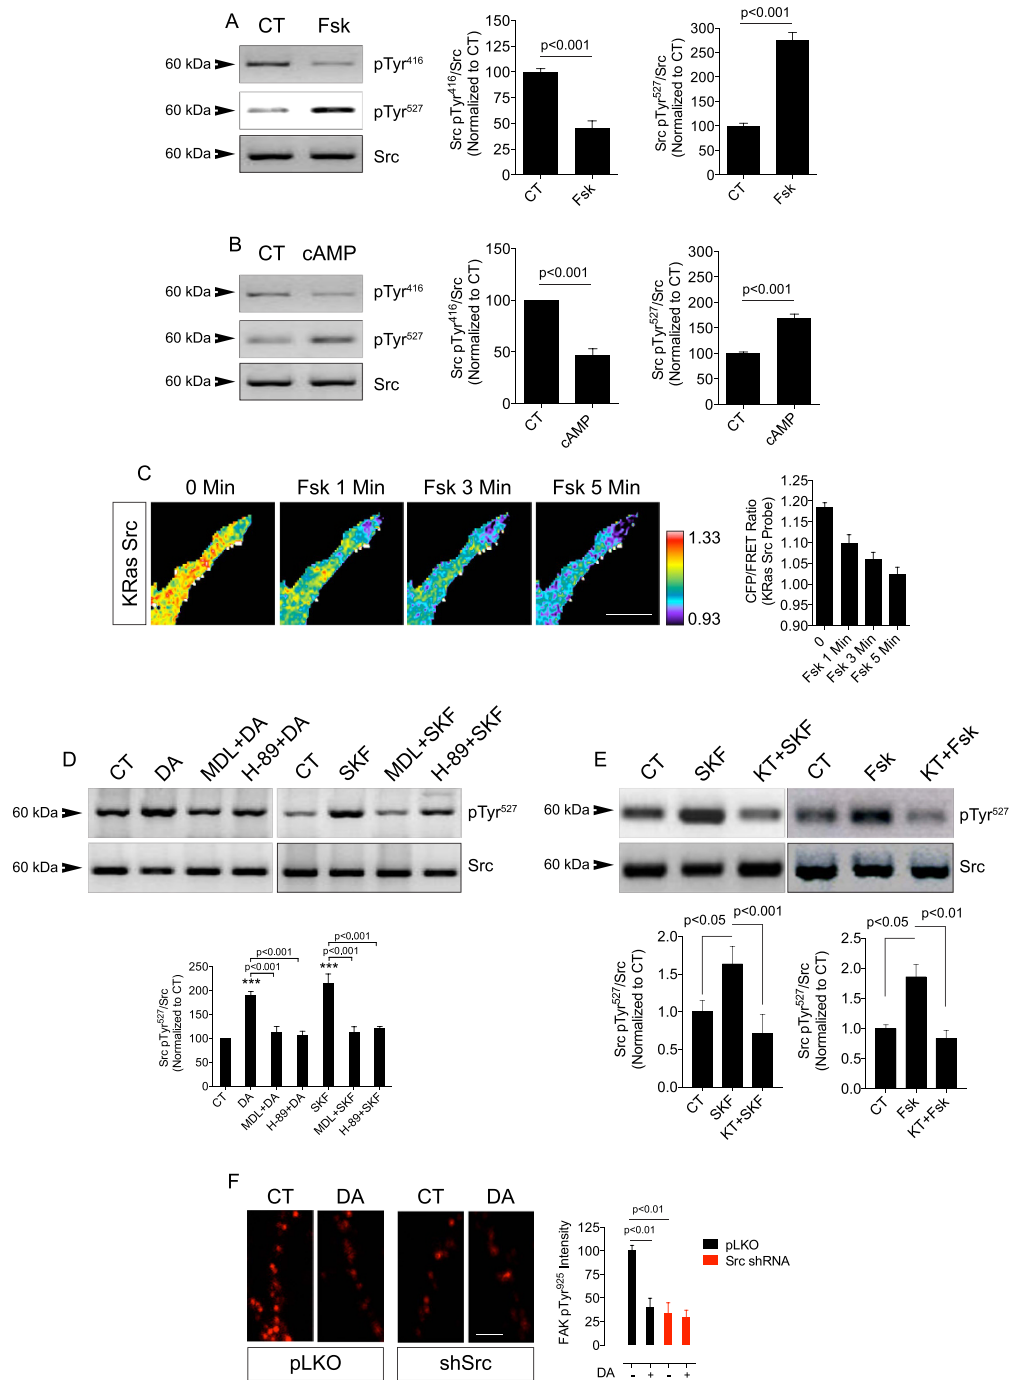 A
CT Fsk
60 kDa pTyr416
60 kDa pTyr527
60 kDa Src
Src pTyr416/Src
(Normalized to CT)
125
100
75
50
25
0
p<0.001
CT Fsk
Src pTyr527/Src
(Normalized to CT)
300
250
200
150
100
50
0
p<0.001
CT Fsk
B
CT cAMP
60 kDa pTyr416
60 kDa pTyr527
60 kDa Src
Src pTyr416/Src
(Normalized to CT)
150
100
50
0
p<0.001
CT cAMP
Src pTyr527/Src
(Normalized to CT)
300
250
200
150
100
50
0
p<0.001
CT cAMP
C
0 Min Fsk 1 Min Fsk 3 Min Fsk 5 Min
KRas Src
1.33
0.93
CFP/FRET Ratio
(KRas Src Probe)
1.25
1.20
1.15
1.10
1.05
1.00
0.95
0.90
0 Fsk 1 Min Fsk 3 Min Fsk 5 Min
D
CT DA MDL+DA H-89+DA CT SKF MDL+SKF H-89+SKF
60 kDa pTyr527
60 kDa Src
Src pTyr527/Src
(Normalized to CT)
250
200
150
100
50
0
p<0.001
p<0.001
***
p<0,001
p<0,001
***
CT DA MDL+DA H-89+DA SKF MDL+SKF H89+SKF
E
CT SKF KT+SKF CT Fsk KT+Fsk
60 kDa pTyr527
60 kDa Src
Src pTyr527/Src
(Normalized to CT)
2.0
1.5
1.0
0.5
0.0
p<0.05 p<0.001
CT SKF KT+SKF
Src pTyr527/Src
(Normalized to CT)
2.5
2.0
1.5
1.0
0.5
0.0
p<0.05 p<0.01
CT Fsk KT+Fsk
F
CT DA CT DA
pLKO shSrc
FAK pTyr925 Intensity
125
100
75
50
25
0
p<0.01
p<0.01
pLKO
Src shRNA
DA - + - +